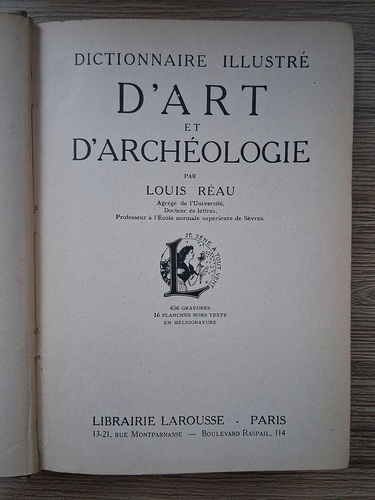 DICTIONNAIRE ILLUSTRÉ
D'ART
ET
D'ARCHÉOLOGIE
PAR
LOUIS RÉAU
Agrégé de l'Université,
Docteur ès lettres,
Professeur à l'École normale supérieure de Sèvres.
JE SÈME À TOUT VENT
L
656 GRAVURES
16 PLANCHES HORS TEXTE
EN HÉLIOGRAVURE
LIBRAIRIE LAROUSSE - PARIS
13-21, RUE MONTPARNASSE — BOULEVARD RASPAIL, 114